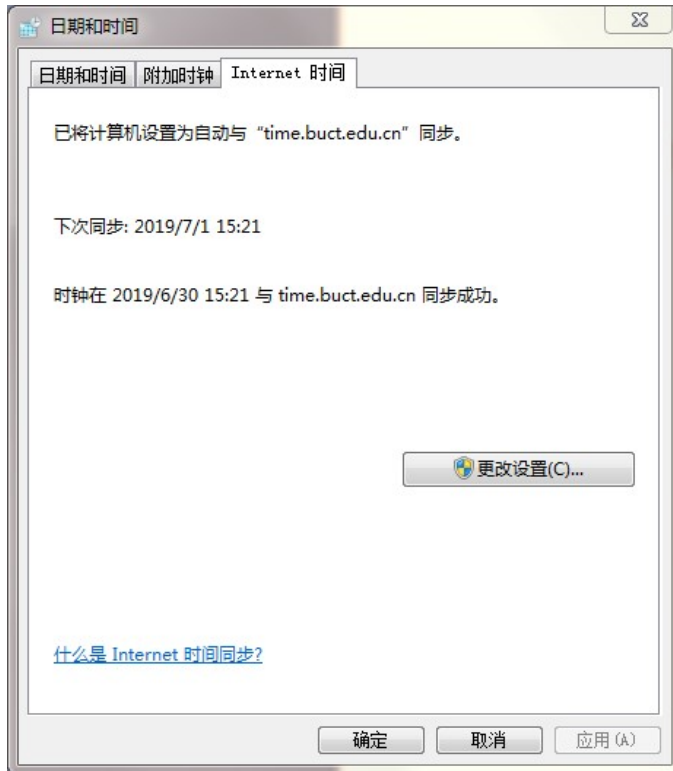 日期和时间
日期和时间 附加时钟 Internet 时间
已将计算机设置为自动与“time.buct.edu.cn”同步。
下次同步: 2019/7/1 15:21
时钟在 2019/6/30 15:21 与 time.buct.edu.cn 同步成功。
更改设置(C)...
什么是 Internet 时间同步?
确定 取消 应用(A)